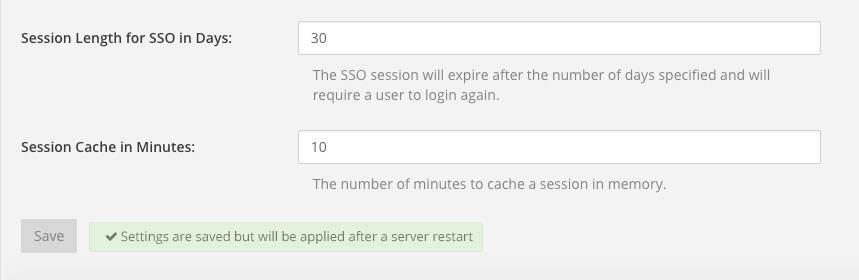 Session Length for SSO in Days:
30
The SSO session will expire after the number of days specified and will
require a user to login again.
Session Cache in Minutes:
10
The number of minutes to cache a session in memory.
Save
✔ Settings are saved but will be applied after a server restart